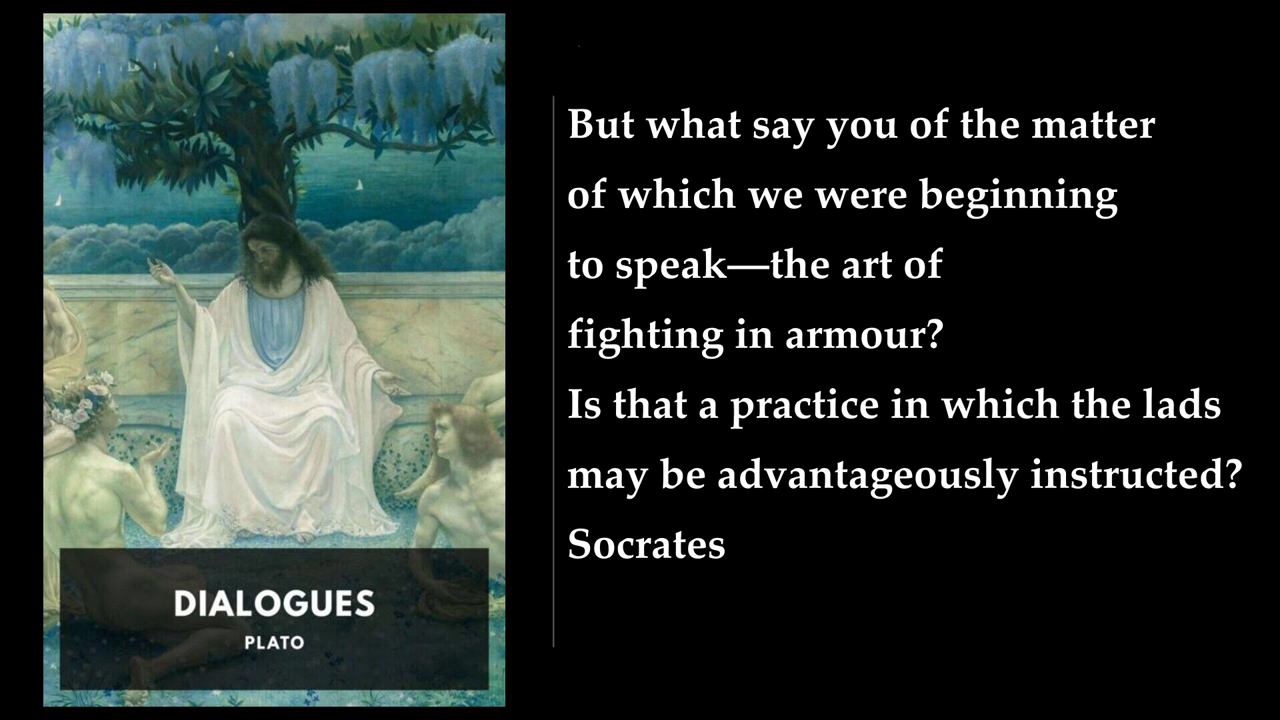 DIALOGUES
PLATO
But what say you of the matter
of which we were beginning
to speak—the art of
fighting in armour?
Is that a practice in which the lads
may be advantageously instructed?
Socrates